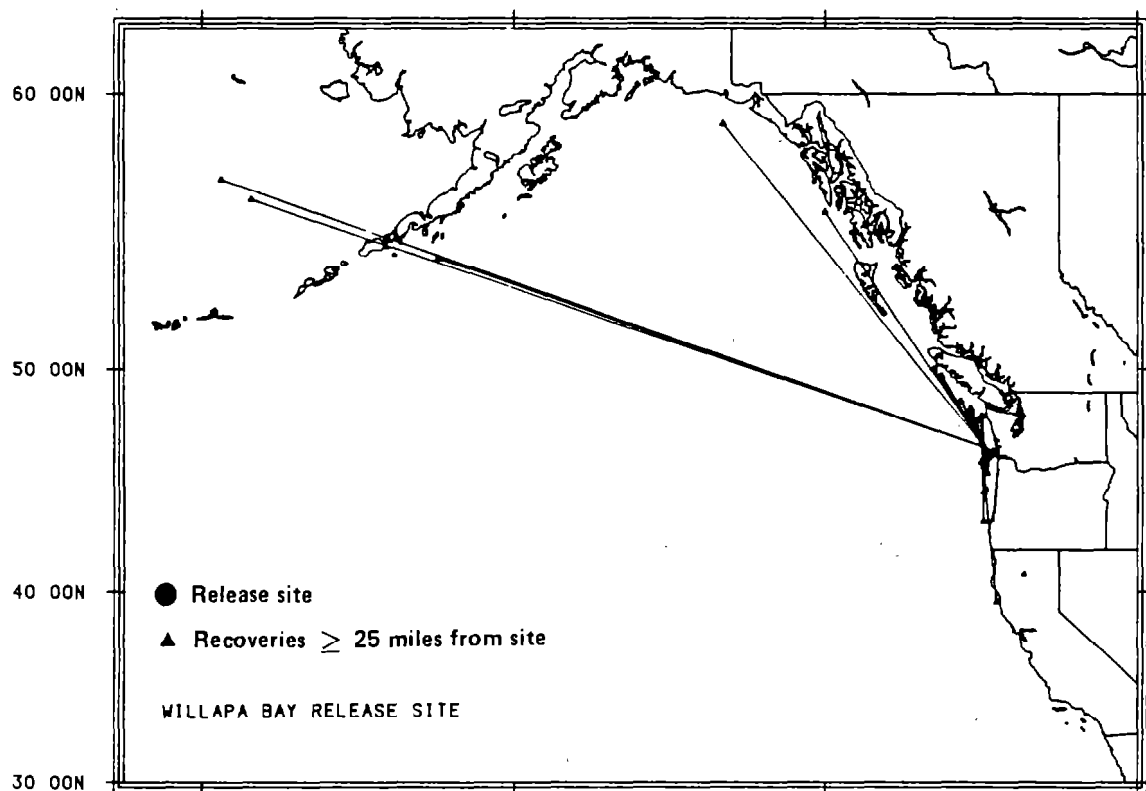 60 00N
50 00N
40 00N
● Release site
▲ Recoveries ≥ 25 miles from site
WILLAPA BAY RELEASE SITE
30 00N